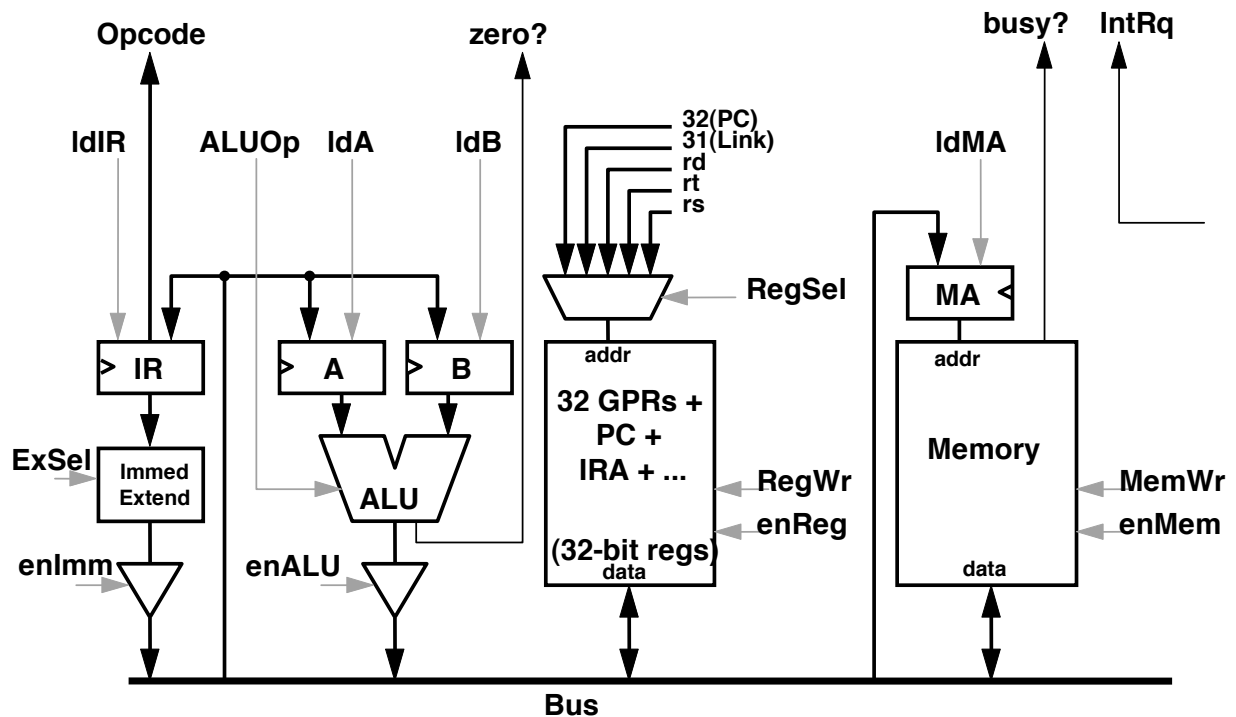 Opcode
zero?
busy?
IntRq
ldIR
ALUOp
ldA
ldB
32(PC)
31(Link)
rd
rt
rs
ldMA
RegSel
MA
IR
A
B
addr
addr
32 GPRs +
PC +
IRA + ...
Memory
ExSel
Immed
Extend
ALU
RegWr
MemWr
enReg
enMem
(32-bit regs)
data
data
enImm
enALU
Bus